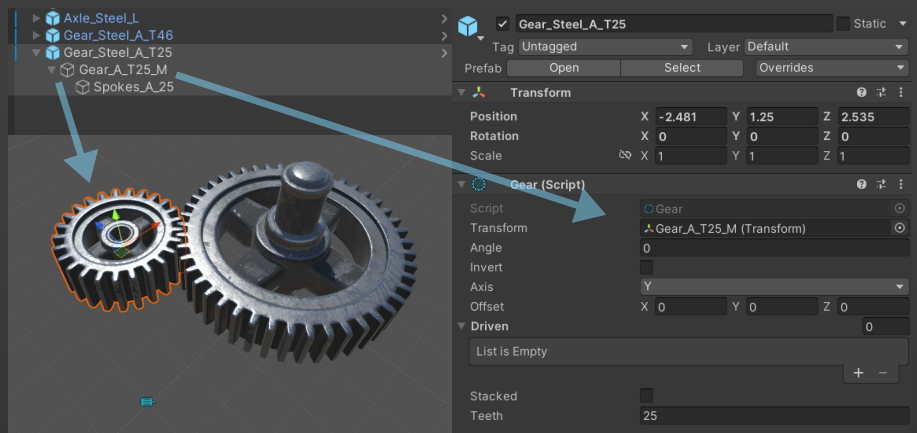 Axle_Steel_L
Gear_Steel_A_T46
Gear_Steel_A_T25
Gear_A_T25_M
Spokes_A_25
Gear_Steel_A_T25
Static
Tag Untagged Layer Default
Prefab Open Select Overrides
Transform
Position X -2.481 Y 1.25 Z 2.535
Rotation X 0 Y 0 Z 0
Scale X 1 Y 1 Z 1
Gear (Script)
Script Gear
Transform Gear_A_T25_M (Transform)
Angle 0
Invert
Axis Y
Offset X 0 Y 0 Z 0
Driven 0
List is Empty
+ −
Stacked
Teeth 25